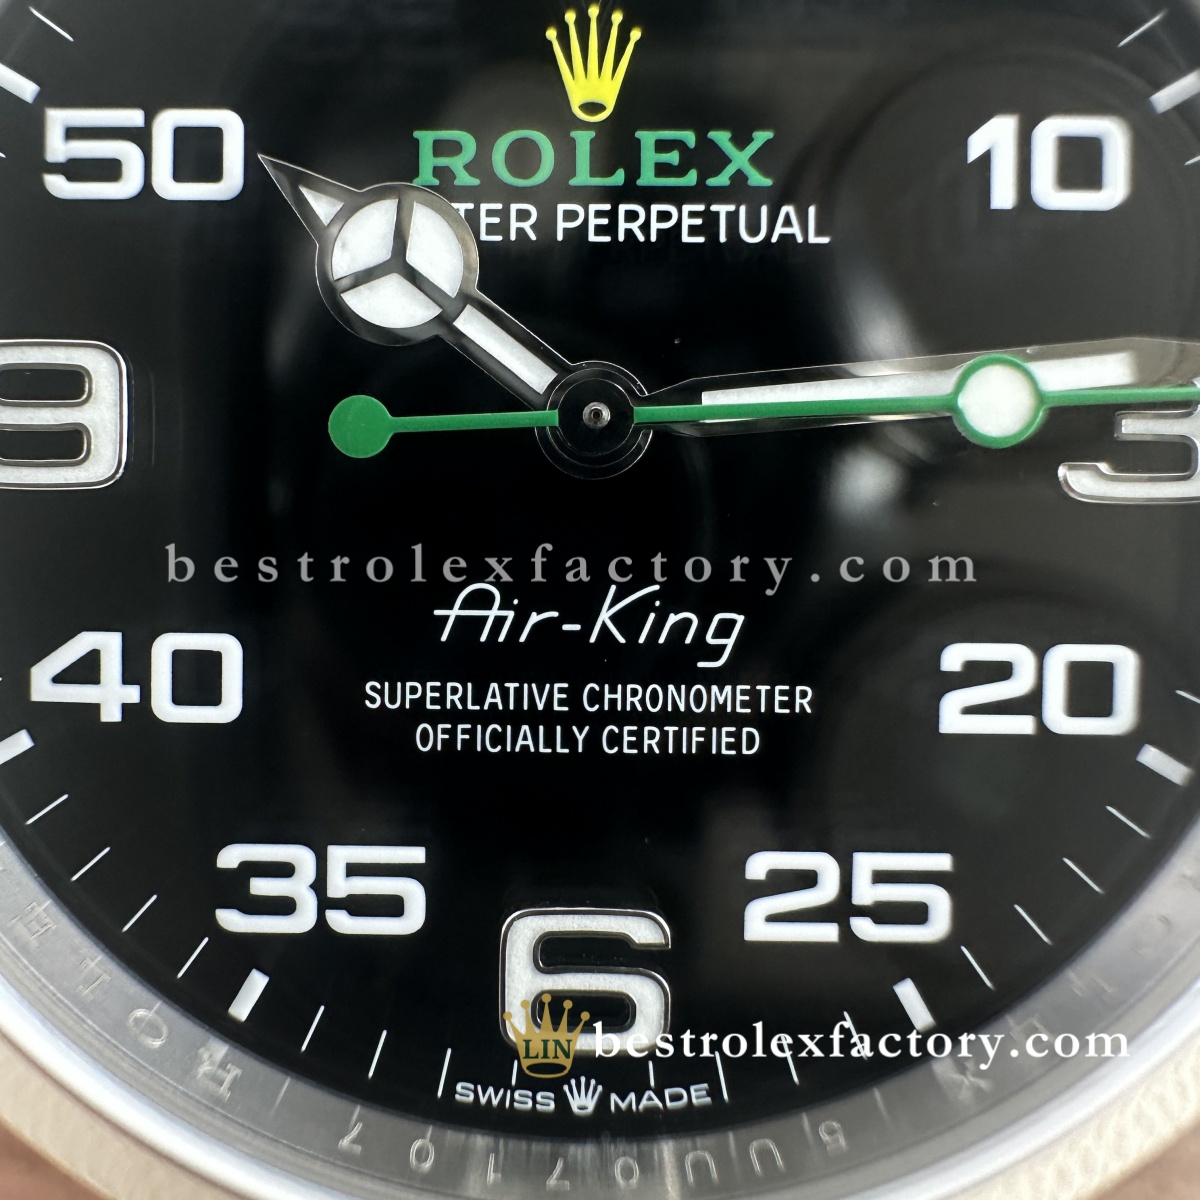 ROLEX
TER PERPETUAL
50
10
9
3
bestrolexfactory.com
Air-King
40
20
SUPERLATIVE CHRONOMETER
OFFICIALLY CERTIFIED
35
25
6
LIN bestrolexfactory.com
SWISS MADE